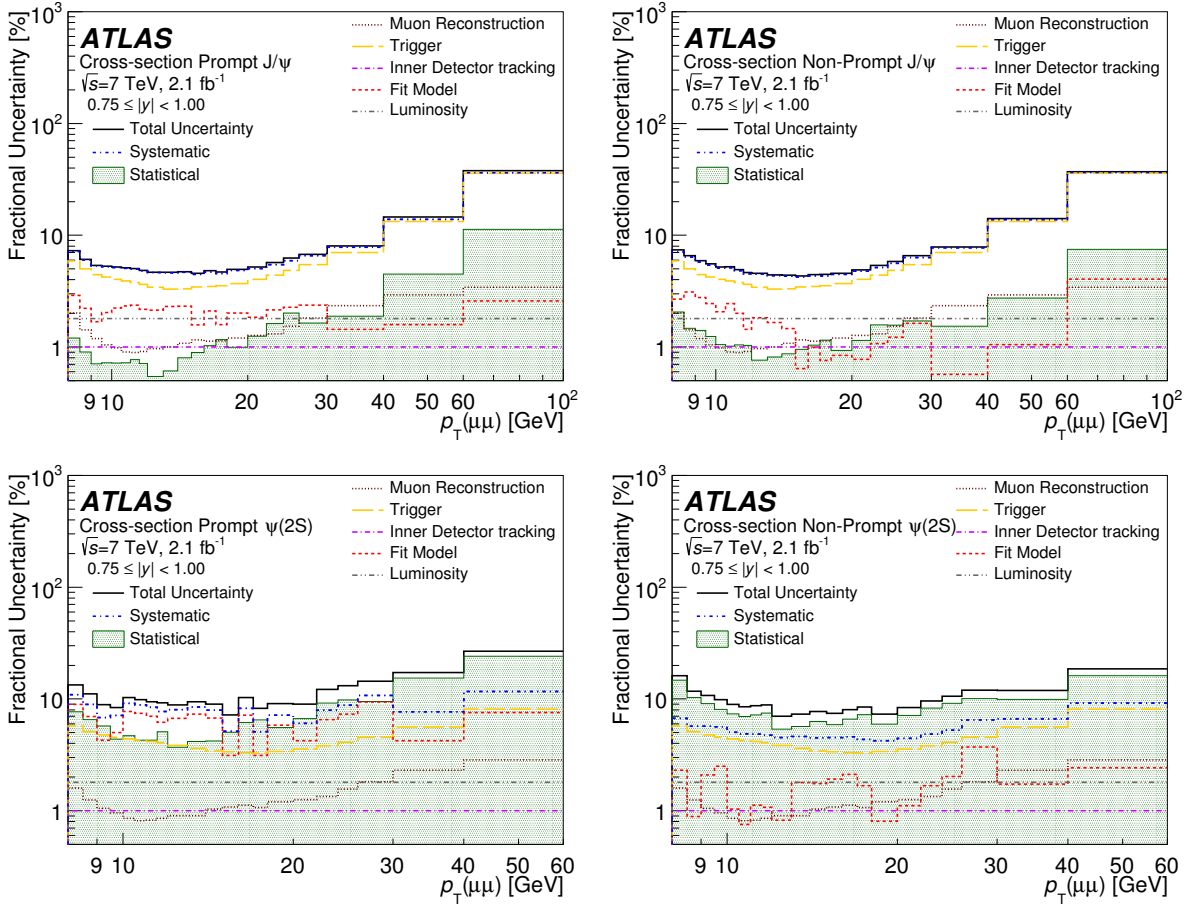 Fractional Uncertainty [%]
10³
10²
10
1
ATLAS
Cross-section Prompt J/ψ
√s=7 TeV, 2.1 fb⁻¹
0.75 ≤ |y| < 1.00
Total Uncertainty
Systematic
Statistical
Muon Reconstruction
Trigger
Inner Detector tracking
Fit Model
Luminosity
9 10 20 30 40 50 60 10²
p_T(μμ) [GeV]
Fractional Uncertainty [%]
10³
10²
10
1
ATLAS
Cross-section Non-Prompt J/ψ
√s=7 TeV, 2.1 fb⁻¹
0.75 ≤ |y| < 1.00
Total Uncertainty
Systematic
Statistical
Muon Reconstruction
Trigger
Inner Detector tracking
Fit Model
Luminosity
9 10 20 30 40 50 60 10²
p_T(μμ) [GeV]
Fractional Uncertainty [%]
10³
10²
10
1
ATLAS
Cross-section Prompt ψ(2S)
√s=7 TeV, 2.1 fb⁻¹
0.75 ≤ |y| < 1.00
Total Uncertainty
Systematic
Statistical
Muon Reconstruction
Trigger
Inner Detector tracking
Fit Model
Luminosity
9 10 20 30 40 50 60
p_T(μμ) [GeV]
Fractional Uncertainty [%]
10³
10²
10
1
ATLAS
Cross-section Non-Prompt ψ(2S)
√s=7 TeV, 2.1 fb⁻¹
0.75 ≤ |y| < 1.00
Total Uncertainty
Systematic
Statistical
Muon Reconstruction
Trigger
Inner Detector tracking
Fit Model
Luminosity
9 10 20 30 40 50 60
p_T(μμ) [GeV]